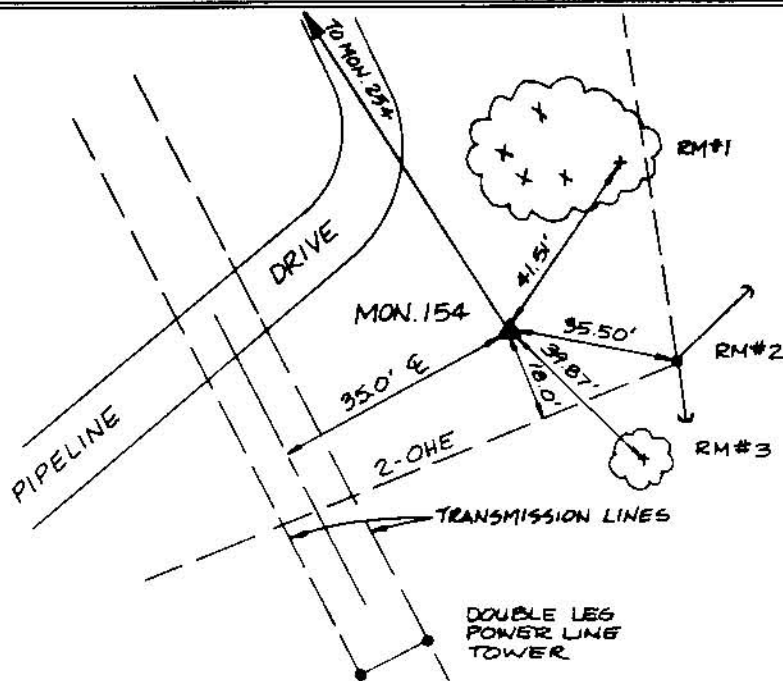 TO MON. 254
RM#1
DRIVE
41.51'
MON. 154
35.50'
RM#2
35.0' ℄
39.87'
18.0'
2-OHE
RM#3
PIPELINE
TRANSMISSION LINES
DOUBLE LEG
POWER LINE
TOWER